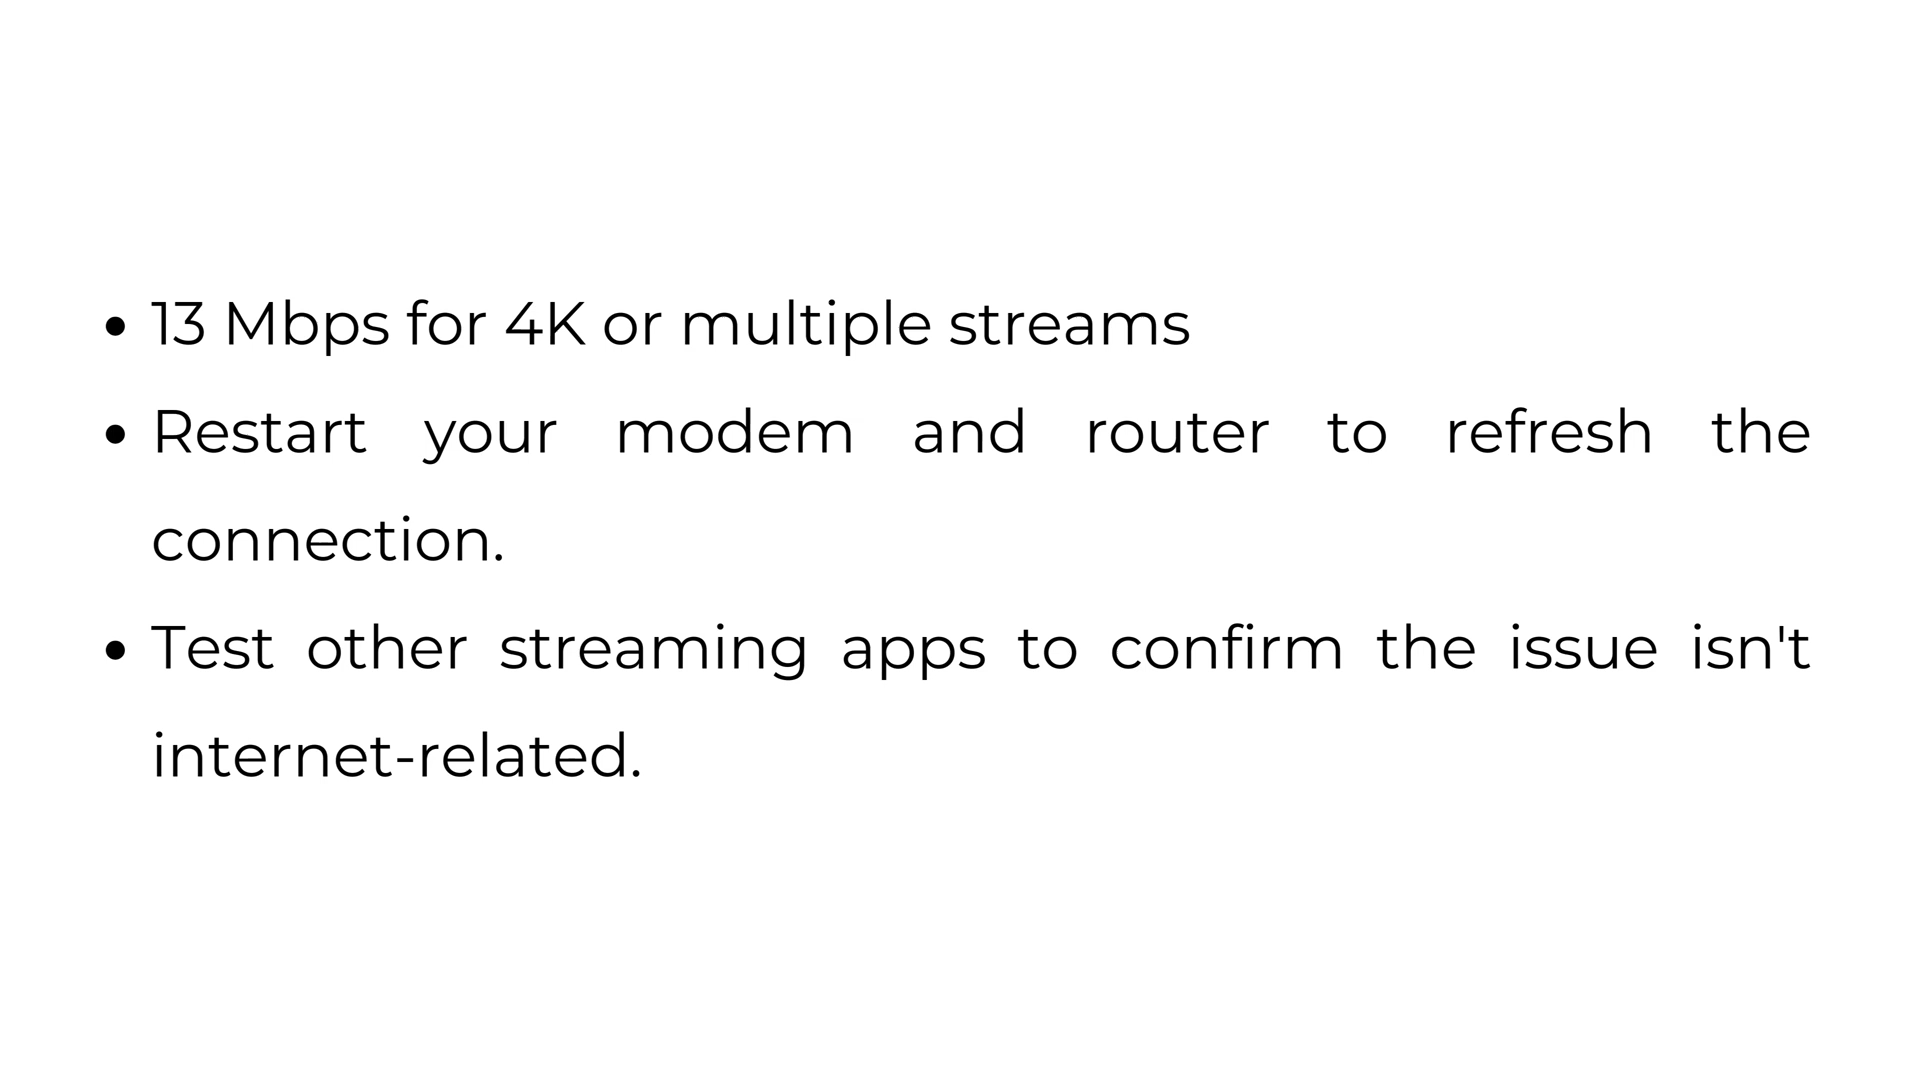 • 13 Mbps for 4K or multiple streams
• Restart your modem and router to refresh the
connection.
• Test other streaming apps to confirm the issue isn't
internet-related.